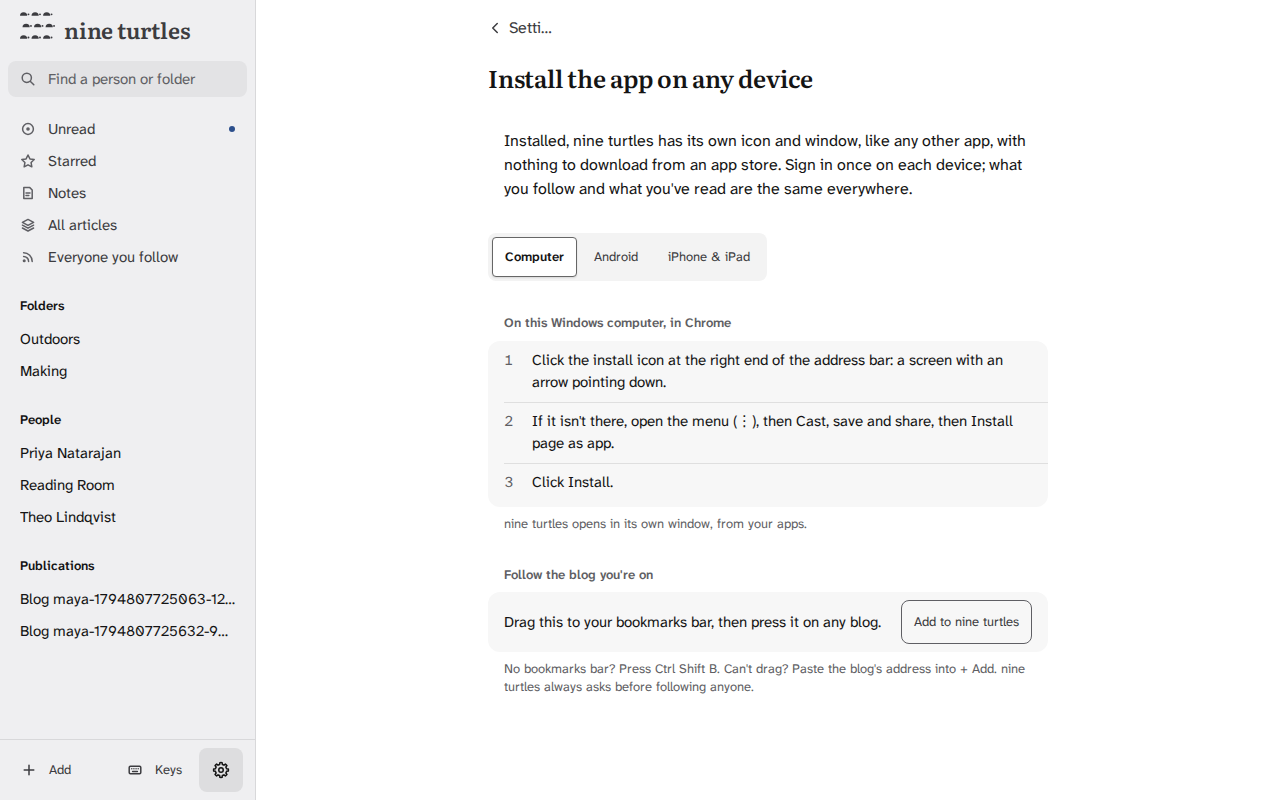 nine turtles
Find a person or folder
Unread
Starred
Notes
All articles
Everyone you follow
Folders
Outdoors
Making
People
Priya Natarajan
Reading Room
Theo Lindqvist
Publications
Blog maya-1794807725063-12...
Blog maya-1794807725632-9...
Add
Keys
Setti...
Install the app on any device
Installed, nine turtles has its own icon and window, like any other app, with
nothing to download from an app store. Sign in once on each device; what
you follow and what you've read are the same everywhere.
Computer
Android
iPhone & iPad
On this Windows computer, in Chrome
1 Click the install icon at the right end of the address bar: a screen with an
arrow pointing down.
2 If it isn't there, open the menu (⋮), then Cast, save and share, then Install
page as app.
3 Click Install.
nine turtles opens in its own window, from your apps.
Follow the blog you're on
Drag this to your bookmarks bar, then press it on any blog.
Add to nine turtles
No bookmarks bar? Press Ctrl Shift B. Can't drag? Paste the blog's address into + Add. nine
turtles always asks before following anyone.